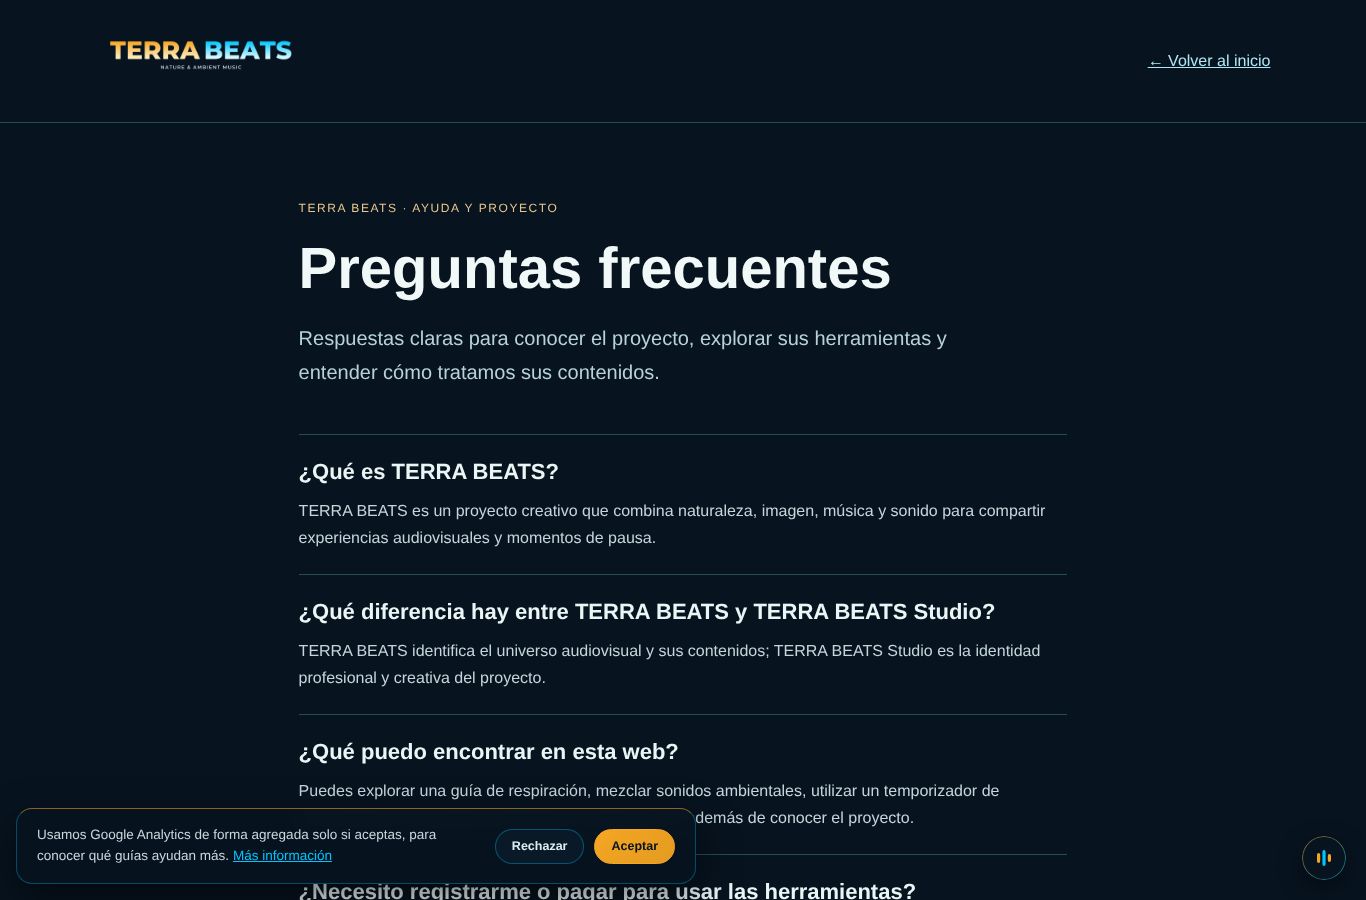 TERRA BEATS
NATURE & AMBIENT MUSIC
← Volver al inicio
TERRA BEATS · AYUDA Y PROYECTO
Preguntas frecuentes
Respuestas claras para conocer el proyecto, explorar sus herramientas y
entender cómo tratamos sus contenidos.
¿Qué es TERRA BEATS?
TERRA BEATS es un proyecto creativo que combina naturaleza, imagen, música y sonido para compartir
experiencias audiovisuales y momentos de pausa.
¿Qué diferencia hay entre TERRA BEATS y TERRA BEATS Studio?
TERRA BEATS identifica el universo audiovisual y sus contenidos; TERRA BEATS Studio es la identidad
profesional y creativa del proyecto.
¿Qué puedo encontrar en esta web?
Puedes explorar una guía de respiración, mezclar sonidos ambientales, utilizar un temporizador de
demás de conocer el proyecto.
¿Necesito registrarme o pagar para usar las herramientas?
Usamos Google Analytics de forma agregada solo si aceptas, para
conocer qué guías ayudan más. Más información
Rechazar
Aceptar